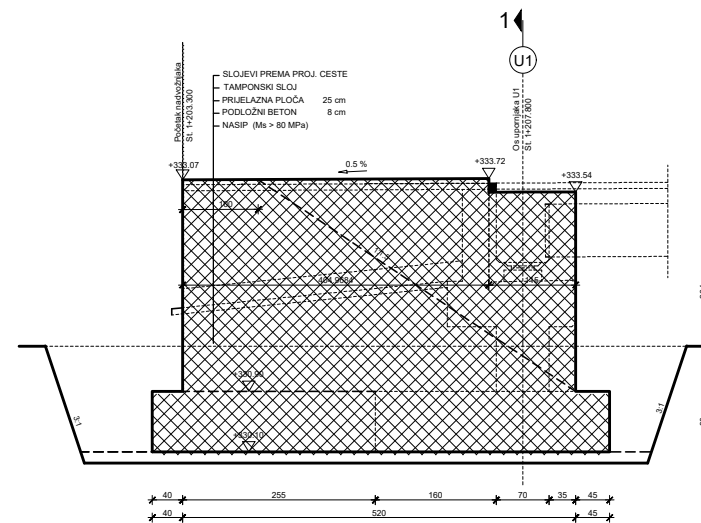 1
U1
Početak nadvožnjaka
St. 1+203.300
SLOJEVI PREMA PROJ. CESTE
TAMPONSKI SLOJ
PRIJELAZNA PLOČA 25 cm
PODLOŽNI BETON 8 cm
NASIP (Ms > 80 MPa)
Os upornjaka U1
St. 1+207.800
+333.07
0.5 %
+333.72
+333.54
100
145
+330.90
+330.10
3:1
3:1
40 255 160 70 35 45
40 520 45